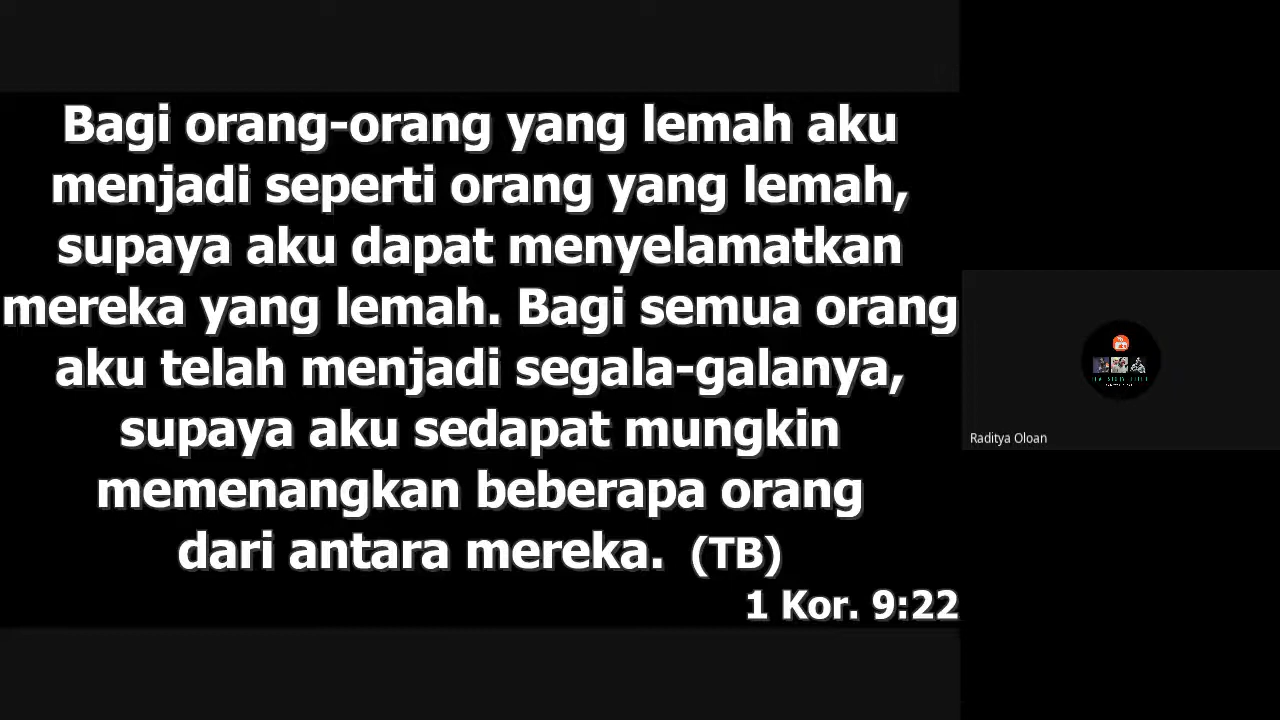 Bagi orang-orang yang lemah aku
menjadi seperti orang yang lemah,
supaya aku dapat menyelamatkan
mereka yang lemah. Bagi semua orang
aku telah menjadi segala-galanya,
supaya aku sedapat mungkin
memenangkan beberapa orang
dari antara mereka. (TB)
1 Kor. 9:22
Raditya Oloan